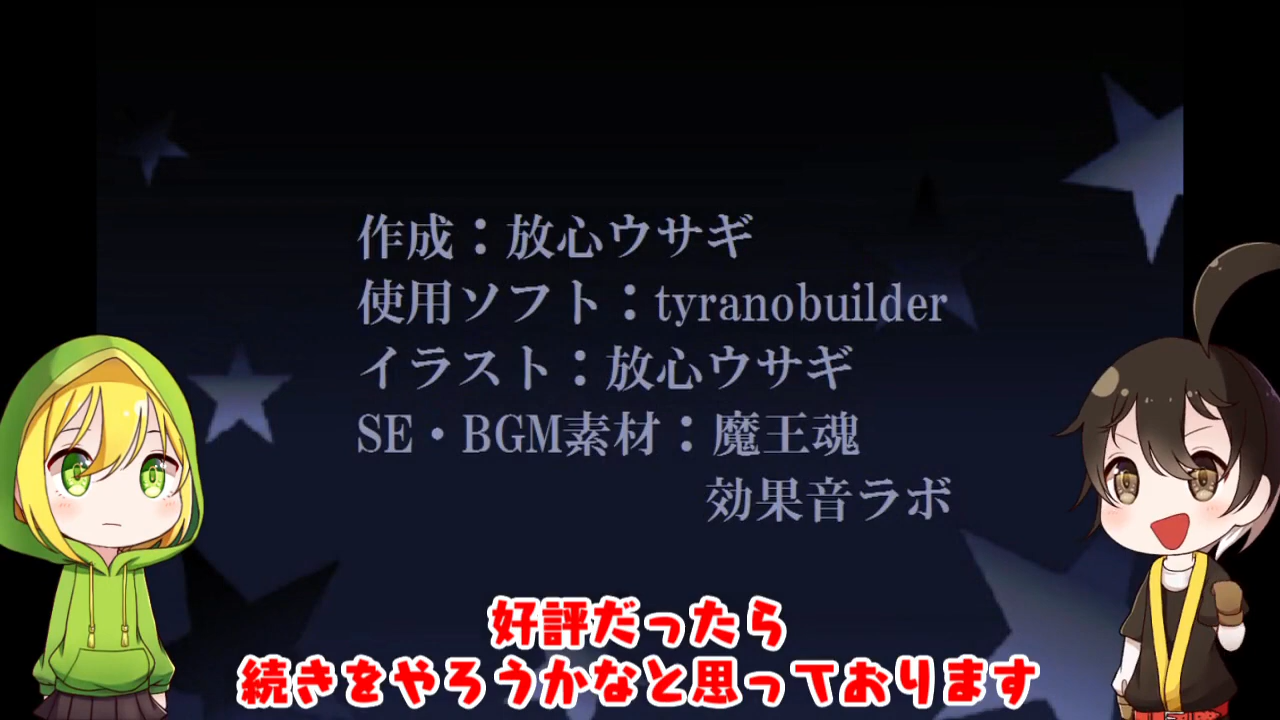 作成：放心ウサギ
使用ソフト：tyranobuilder
イラスト：放心ウサギ
SE・BGM素材：魔王魂
効果音ラボ
好評だったら
続きをやろうかなと思っております